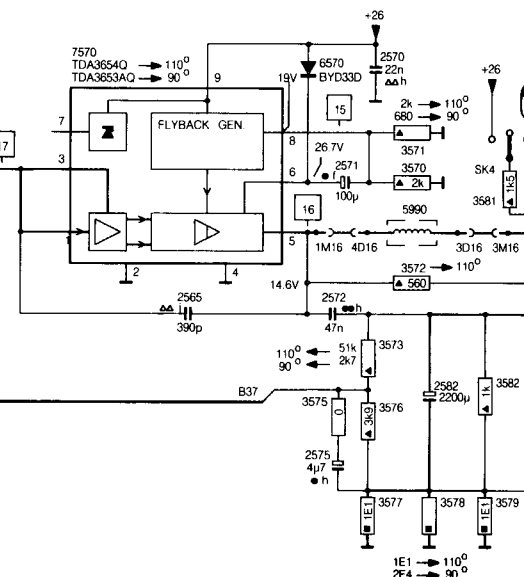 +26
7570
TDA3654Q → 110°
TDA3653AQ → 90°
9
19V
6570
BYD33D
2570
22n
h
+26
7
FLYBACK GEN.
15
2k → 110°
680 → 90°
8
3571
17
3
26.7V
2571
100µ
3570
2k
6
SK4
1k5
3581
16
5990
1
5
1M16
4D16
3D16
3M16
2
4
14.6V
3572 → 110°
560
2565
j
390p
2572
h
47n
110° ← 51k
90° ← 2k7
3573
B37
3575
0
3k9
3576
2582
2200µ
1k
3582
2575
4µ7
h
1E1
3577
3578
1E1
3579
1E1 → 110°
2E4 → 90°